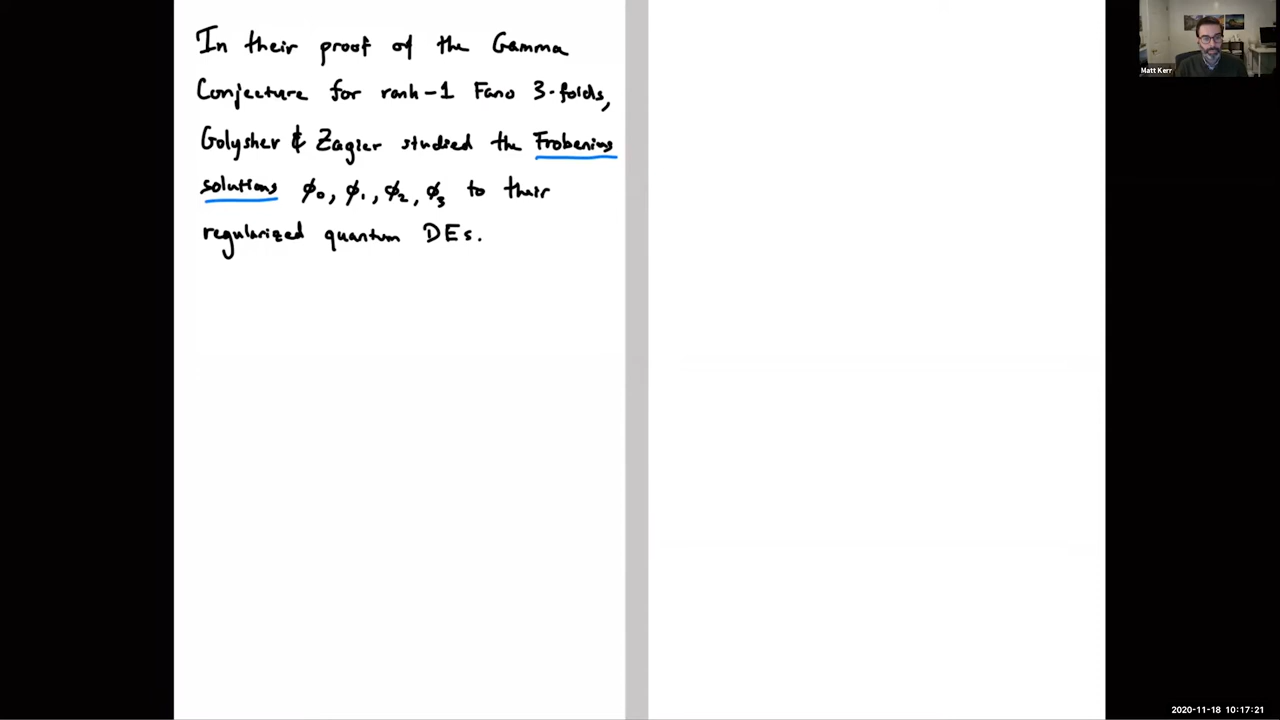 In their proof of the Gamma
Conjecture for rank-1 Fano 3-folds,
Golyshev & Zagier studied the Frobenius
solutions φ₀, φ₁, φ₂, φ₃ to their
regularized quantum DEs.
Matt Kerr
2020-11-18 10:17:21